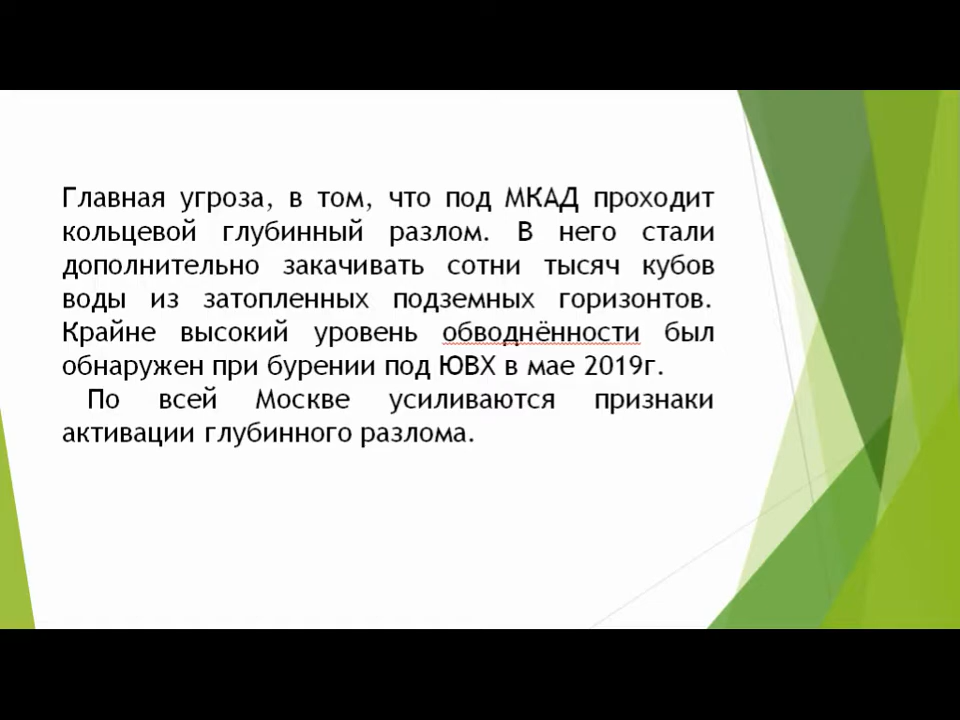 Главная угроза, в том, что под МКАД проходит
кольцевой глубинный разлом. В него стали
дополнительно закачивать сотни тысяч кубов
воды из затопленных подземных горизонтов.
Крайне высокий уровень обводнённости был
обнаружен при бурении под ЮВХ в мае 2019г.
По всей Москве усиливаются признаки
активации глубинного разлома.